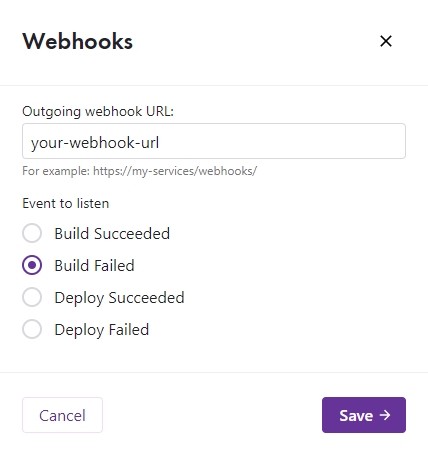 Webhooks
Outgoing webhook URL:
your-webhook-url
For example: https://my-services/webhooks/
Event to listen
Build Succeeded
Build Failed
Deploy Succeeded
Deploy Failed
Cancel
Save →